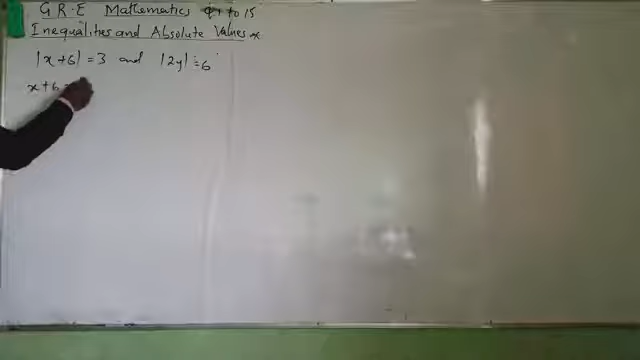 G.R.E Mathematics Q1 to 15
Inequalities and Absolute Values
|x+6| = 3 and |2y| = 6
x+6 =